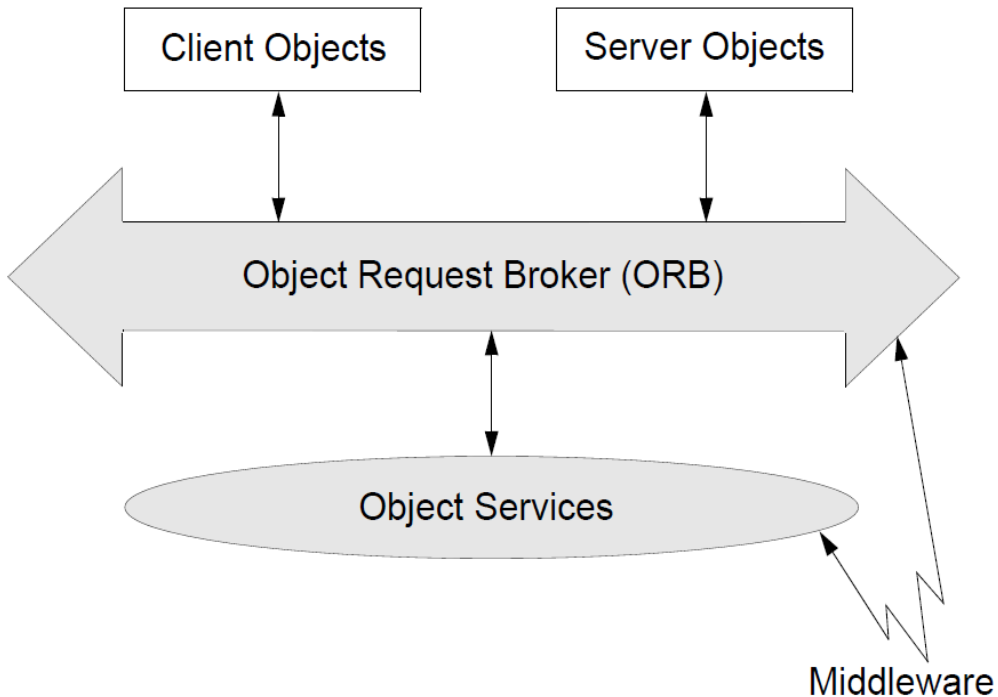 Client Objects
Server Objects
Object Request Broker (ORB)
Object Services
Middleware